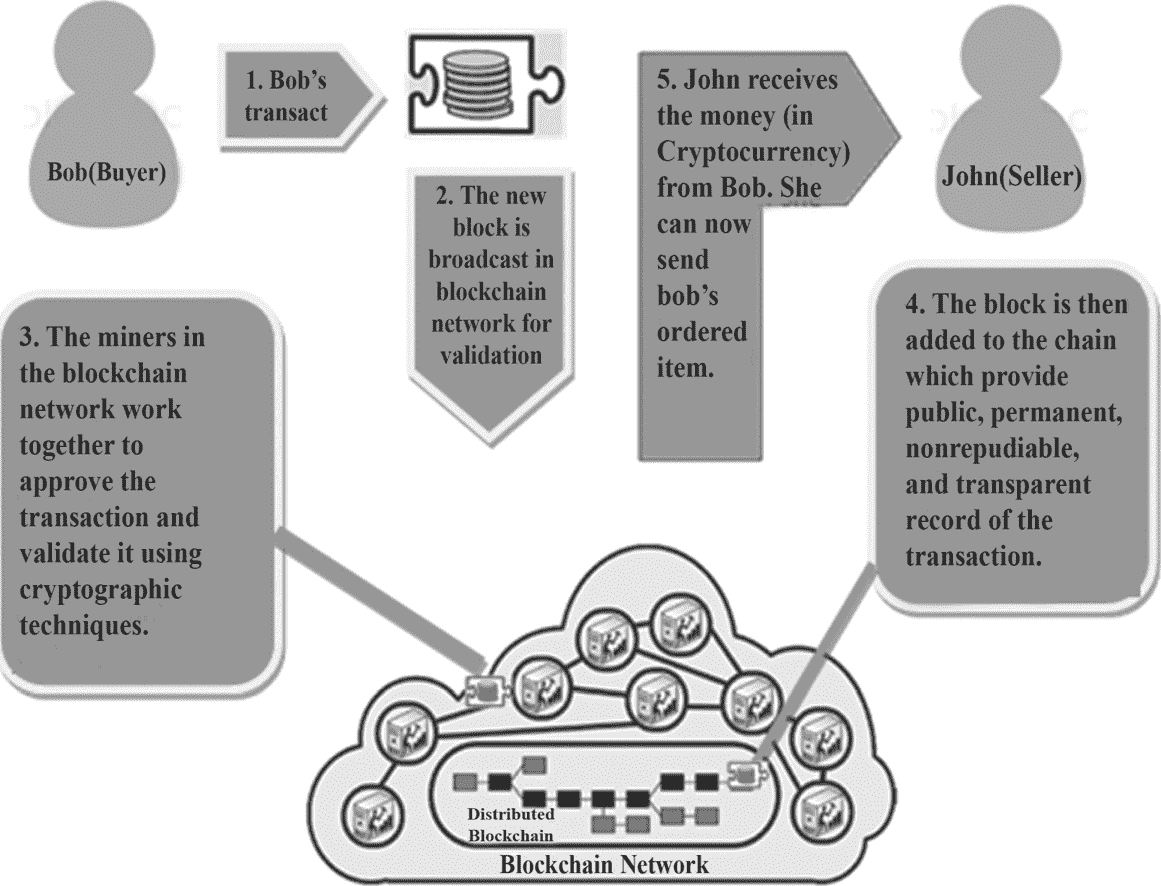 Bob(Buyer)
1. Bob’s
transact
2. The new
block is
broadcast in
blockchain
network for
validation
3. The miners in
the blockchain
network work
together to
approve the
transaction and
validate it using
cryptographic
techniques.
4. The block is then
added to the chain
which provide
public, permanent,
nonrepudiable,
and transparent
record of the
transaction.
5. John receives
the money (in
Cryptocurrency)
from Bob. She
can now
send
bob’s
ordered
item.
John(Seller)
Distributed
Blockchain
Blockchain Network